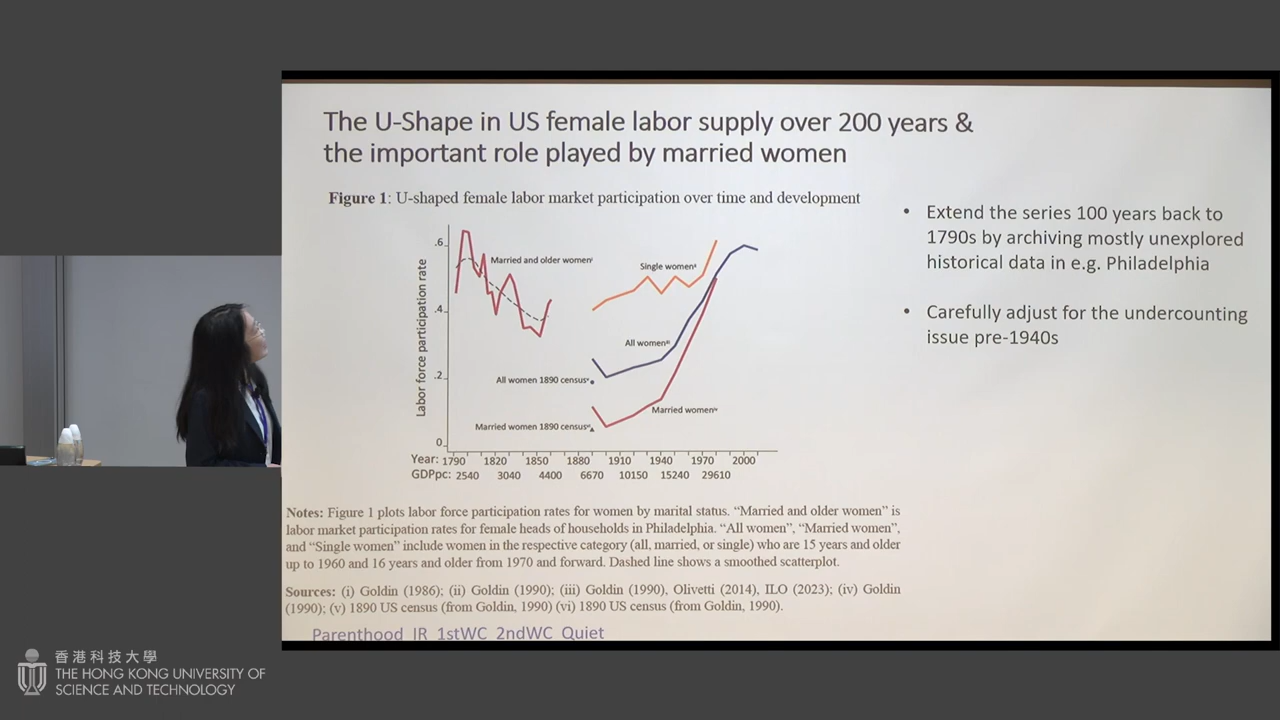 The U-Shape in US female labor supply over 200 years &
the important role played by married women
Figure 1: U-shaped female labor market participation over time and development
Labor force participation rate
.6
.4
.2
0
Married and older womenⁱ
Single women
All women
All women 1890 census
Married women
Married women 1890 census
Year: 1790 1820 1850 1880 1910 1940 1970 2000
GDPpc: 2540 3040 4400 6670 10150 15240 29610
• Extend the series 100 years back to
1790s by archiving mostly unexplored
historical data in e.g. Philadelphia
• Carefully adjust for the undercounting
issue pre-1940s
Notes: Figure 1 plots labor force participation rates for women by marital status. “Married and older women” is
labor market participation rates for female heads of households in Philadelphia. “All women”, “Married women”,
and “Single women” include women in the respective category (all, married, or single) who are 15 years and older
up to 1960 and 16 years and older from 1970 and forward. Dashed line shows a smoothed scatterplot.
Sources: (i) Goldin (1986); (ii) Goldin (1990); (iii) Goldin (1990), Olivetti (2014), ILO (2023); (iv) Goldin
(1990); (v) 1890 US census (from Goldin, 1990) (vi) 1890 US census (from Goldin, 1990).
Parenthood IR 1stWC 2ndWC Quiet
香港科技大學
THE HONG KONG UNIVERSITY OF
SCIENCE AND TECHNOLOGY